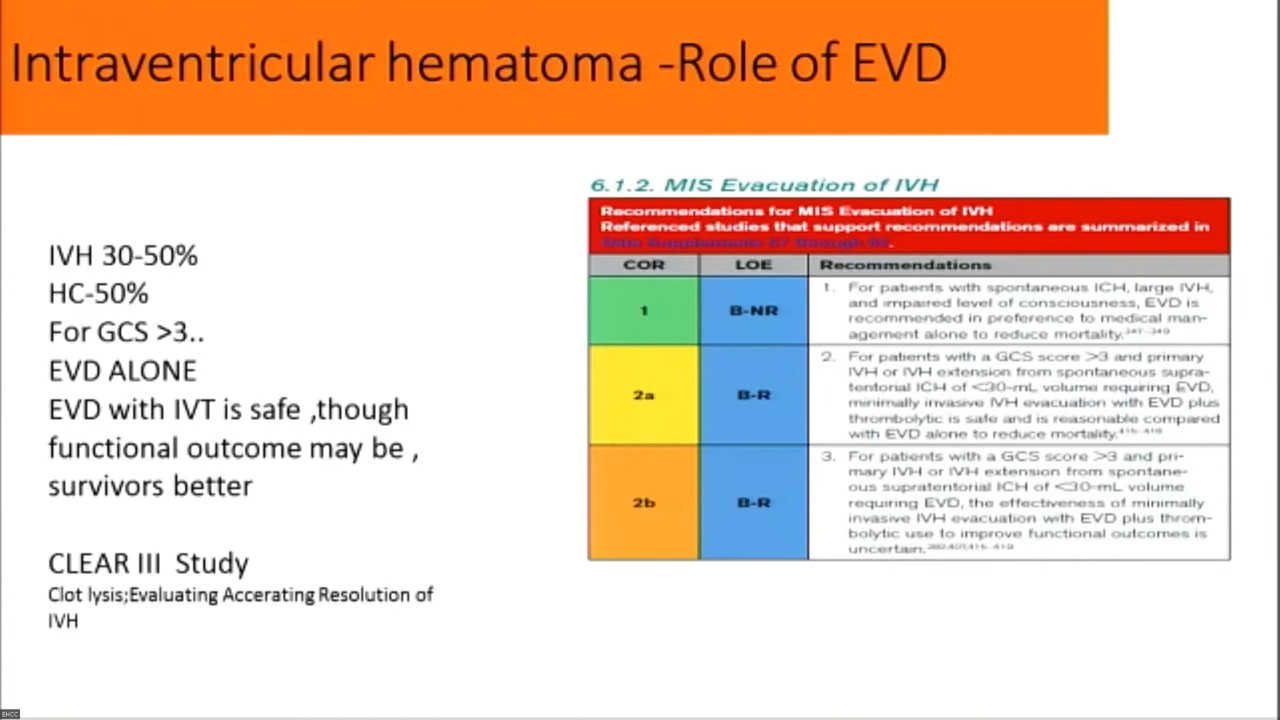 Intraventricular hematoma -Role of EVD
IVH 30-50%
HC-50%
For GCS >3..
EVD ALONE
EVD with IVT is safe ,though
functional outcome may be ,
survivors better
CLEAR III Study
Clot lysis;Evaluating Accerating Resolution of
IVH
6.1.2. MIS Evacuation of IVH
Recommendations for MIS Evacuation of IVH
Referenced studies that support recommendations are summarized in
COR LOE Recommendations
1 B-NR 1. For patients with spontaneous ICH, large IVH,
and impaired level of consciousness, EVD is
recommended in preference to medical man-
agement alone to reduce mortality.
2a B-R 2. For patients with a GCS score >3 and primary
IVH or IVH extension from spontaneous supra-
tentorial ICH of <30-mL volume requiring EVD,
minimally invasive IVH evacuation with EVD plus
thrombolytic is safe and is reasonable compared
with EVD alone to reduce mortality.
2b B-R 3. For patients with a GCS score >3 and pri-
mary IVH or IVH extension from spontane-
ous supratentorial ICH of <30-mL volume
requiring EVD, the effectiveness of minimally
invasive IVH evacuation with EVD plus throm-
bolytic use to improve functional outcomes is
uncertain.
EHCC